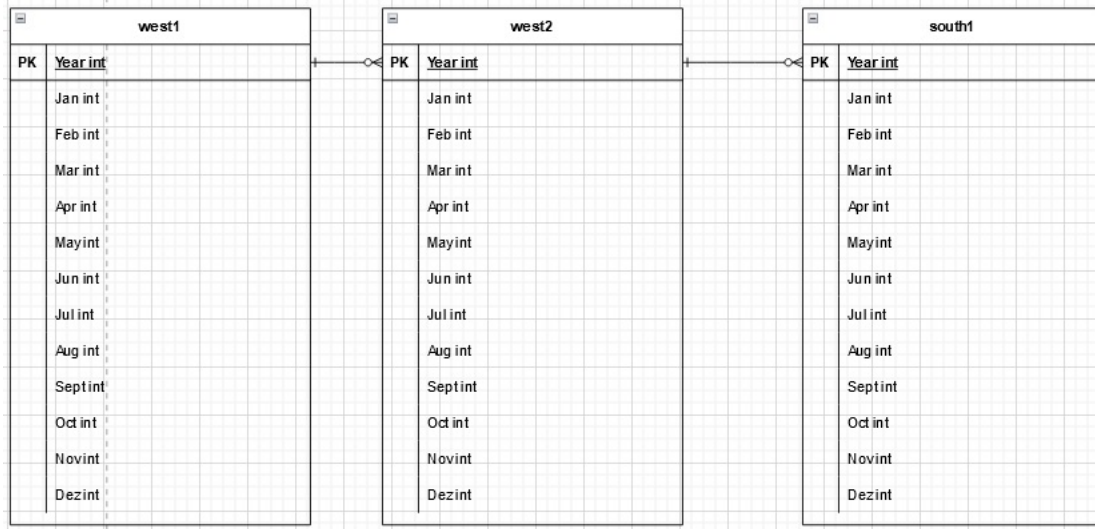 west1
PK Year int
Jan int
Feb int
Mar int
Apr int
May int
Jun int
Jul int
Aug int
Sept int
Oct int
Nov int
Dez int
west2
PK Year int
Jan int
Feb int
Mar int
Apr int
May int
Jun int
Jul int
Aug int
Sept int
Oct int
Nov int
Dez int
south1
PK Year int
Jan int
Feb int
Mar int
Apr int
May int
Jun int
Jul int
Aug int
Sept int
Oct int
Nov int
Dez int